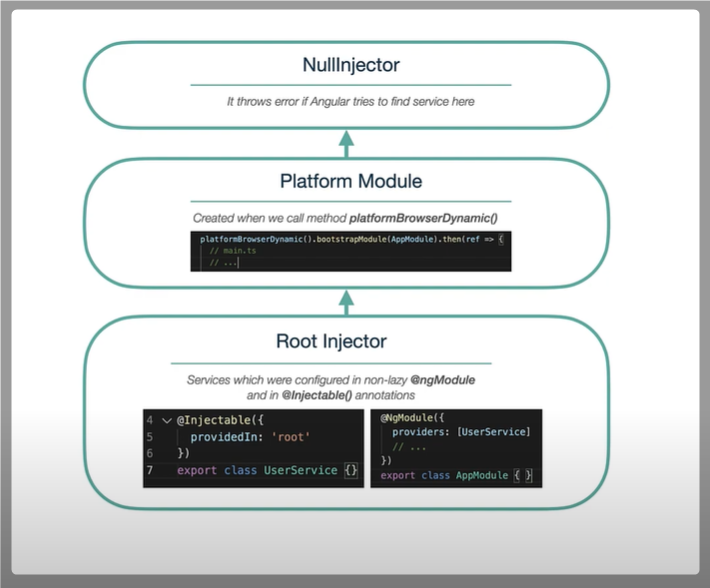 NullInjector
It throws error if Angular tries to find service here
Platform Module
Created when we call method platformBrowserDynamic()
platformBrowserDynamic().bootstrapModule(AppModule).then(ref => {
// main.ts
// ...
Root Injector
Services which were configured in non-lazy @ngModule
and in @Injectable() annotations
4 @Injectable({
5 providedIn: 'root'
6 })
7 export class UserService {}
@NgModule({
providers: [UserService]
// ...
})
export class AppModule { }